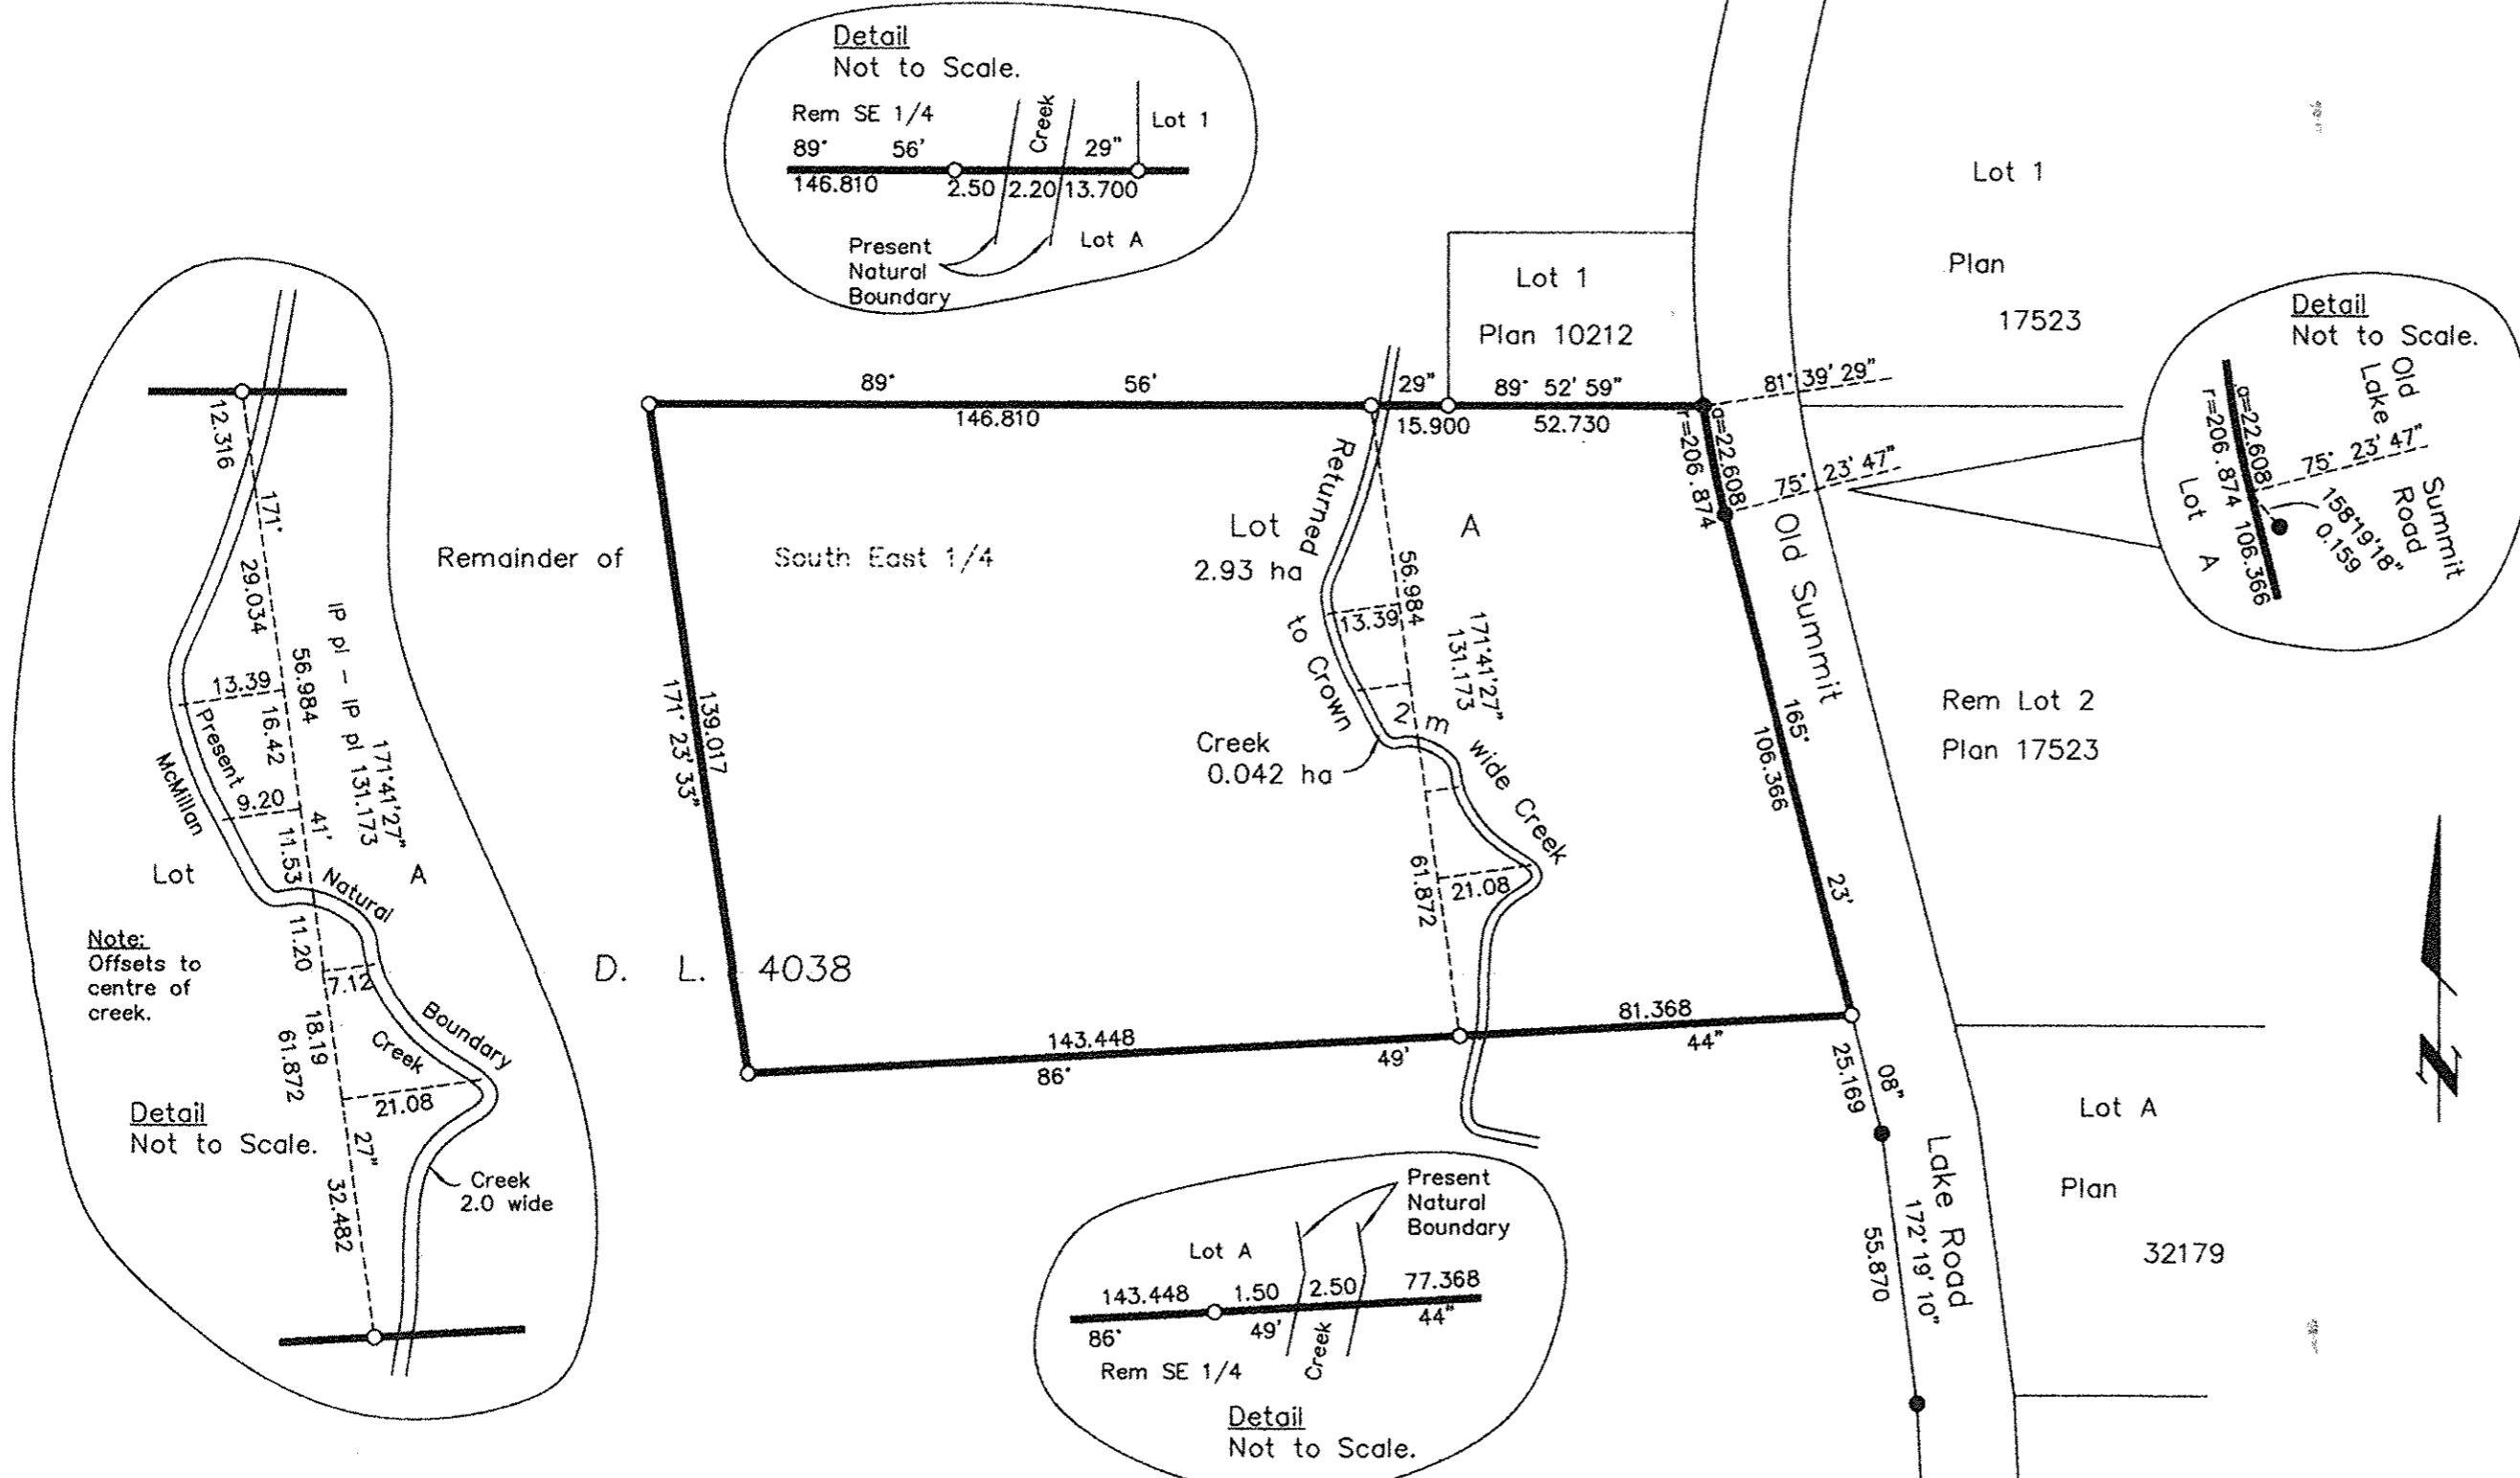 Detail
Not to Scale.
Rem SE 1/4
Creek
Lot 1
89° 56' 29"
146.810 2.50 2.20 13.700
Present
Natural
Boundary
Lot A
Lot 1
Plan
17523
Lot 1
Plan 10212
Detail
Not to Scale.
Old
Lake
a=22.608
r=206.874
75° 23' 47"
Summit
Road
158°19'18"
0.159
Lot A
106.366
89° 56' 29" 89° 52' 59"
146.810 15.900 52.730
81° 39' 29"
a=22.608
r=206.874
75° 23' 47"
12.316
171°
29.034
56.984
IP pl - IP pl 131.173
171°41'27"
13.39
16.42
Present
McMillan
9.20
41'
11.53
Lot A
Natural
11.20
7.12
Note:
Offsets to
centre of
creek.
18.19
61.872
Creek
Boundary
Detail
Not to Scale.
21.08
27"
Creek
2.0 wide
32.482
Remainder of South East 1/4
Returned
to Crown
Lot A
2.93 ha
56.984
13.39
171°41'27"
131.173
139.017
171° 23' 33"
2 m wide Creek
Creek
0.042 ha
61.872
21.08
Old Summit
165°
106.366
23'
Rem Lot 2
Plan 17523
D. L. 4038
143.448 81.368
86° 49' 44"
25.169
08"
Lake Road
172° 19' 10"
55.870
Lot A
Plan
32179
N
Present
Natural
Boundary
Lot A
143.448 1.50 2.50 77.368
86° 49' 44"
Creek
Rem SE 1/4
Detail
Not to Scale.